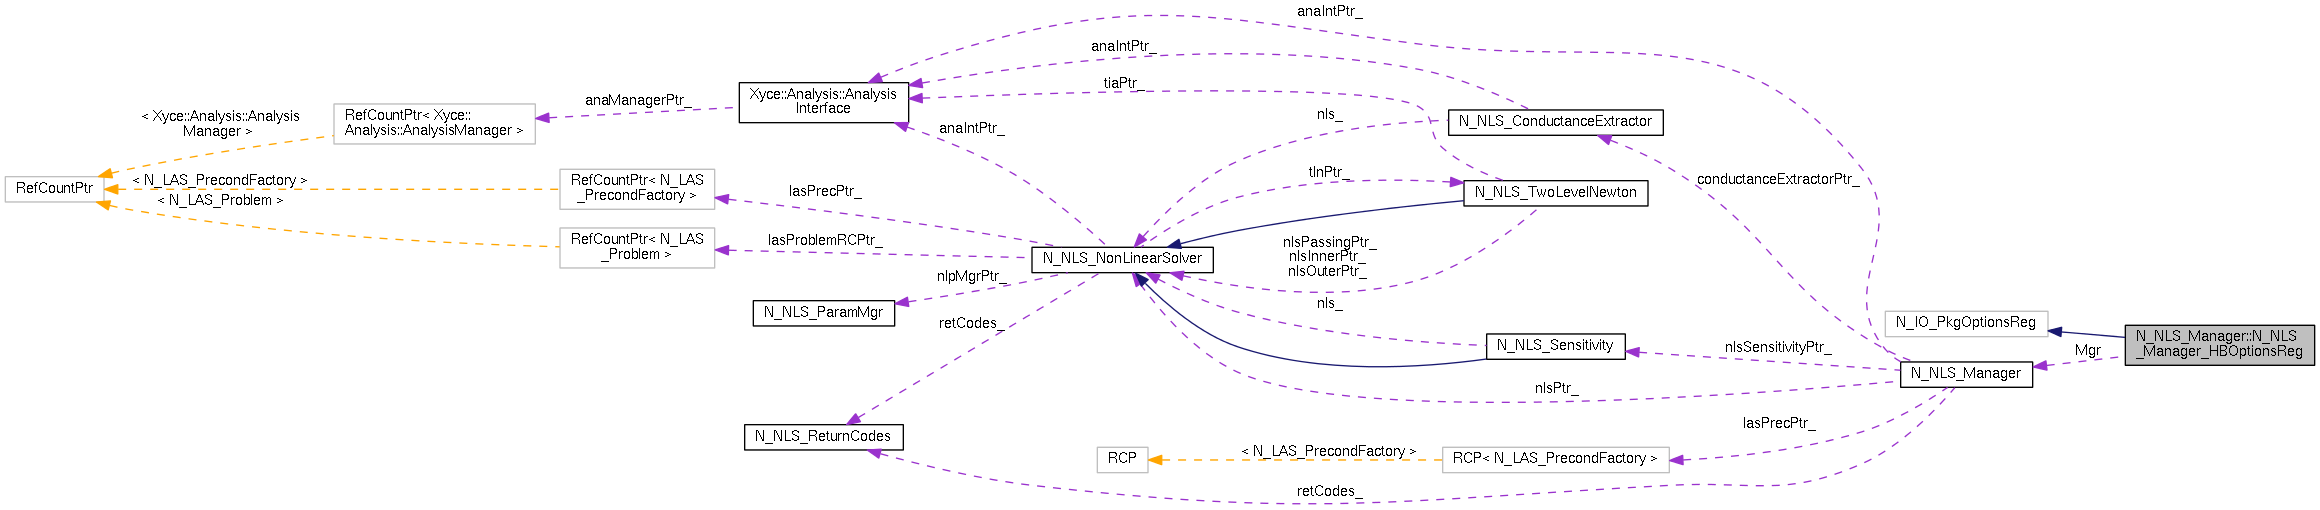 anaIntPtr_
anaIntPtr_
tiaPtr_
Xyce::Analysis::Analysis
Interface
anaManagerPtr_
RefCountPtr< Xyce::
Analysis::AnalysisManager >
< Xyce::Analysis::Analysis
Manager >
nls_
N_NLS_ConductanceExtractor
anaIntPtr_
RefCountPtr
< N_LAS_PrecondFactory >
< N_LAS_Problem >
RefCountPtr< N_LAS
_PrecondFactory >
lasPrecPtr_
tlnPtr_
N_NLS_TwoLevelNewton
conductanceExtractorPtr_
RefCountPtr< N_LAS
_Problem >
lasProblemRCPtr_
N_NLS_NonLinearSolver
nlsPassingPtr_
nlsInnerPtr_
nlsOuterPtr_
nlpMgrPtr_
N_NLS_ParamMgr
retCodes_
nls_
N_NLS_Sensitivity
nlsSensitivityPtr_
N_IO_PkgOptionsReg
N_NLS_Manager::N_NLS
_Manager_HBOptionsReg
Mgr
N_NLS_Manager
nlsPtr_
N_NLS_ReturnCodes
lasPrecPtr_
RCP
< N_LAS_PrecondFactory >
RCP< N_LAS_PrecondFactory >
retCodes_